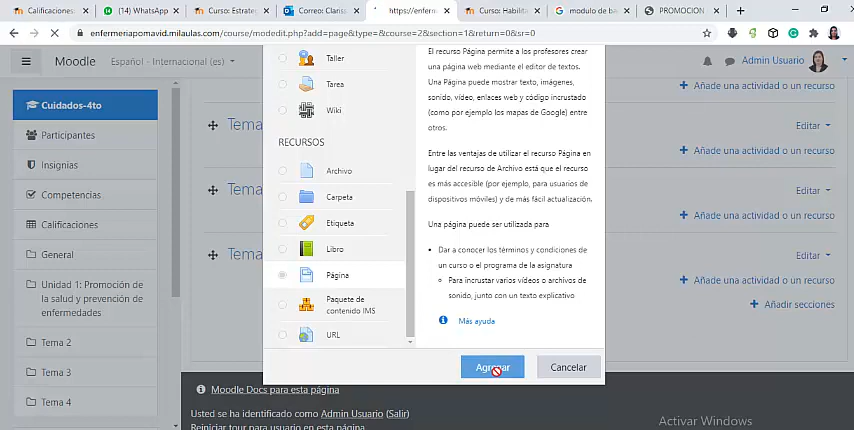 Calificaciones
(14) WhatsApp
Curso: Estrate
Correo: Clarisa
https://enferm
Curso: Habilita
modulo de ba
PROMOCION
enfermeriapomavid.milaulas.com/course/modedit.php?add=page&type=&course=2&section=1&return=0&sr=0
Moodle
Español - Internacional (es)
Admin Usuario
Cuidados-4to
Participantes
Insignias
Competencias
Calificaciones
General
Unidad 1: Promoción de
la salud y prevención de
enfermedades
Tema 2
Tema 3
Tema 4
Taller
Tarea
Wiki
RECURSOS
Archivo
Carpeta
Etiqueta
Libro
Página
Paquete de
contenido IMS
URL
El recurso Página permite a los profesores crear
una página web mediante el editor de textos.
Una Página puede mostrar texto, imágenes,
sonido, vídeo, enlaces web y código incrustado
(como por ejemplo los mapas de Google) entre
otros.
Entre las ventajas de utilizar el recurso Página en
lugar del recurso de Archivo está que el recurso
es más accesible (por ejemplo, para usuarios de
dispositivos móviles) y de más fácil actualización.
Una página puede ser utilizada para
Dar a conocer los términos y condiciones de
un curso o el programa de la asignatura
Para incrustar varios vídeos o archivos de
sonido, junto con un texto explicativo
Más ayuda
Agregar
Cancelar
Añade una actividad o un recurso
Tema
Editar
Añade una actividad o un recurso
Tema
Editar
Añade una actividad o un recurso
Tema
Editar
Añade una actividad o un recurso
Añadir secciones
Moodle Docs para esta página
Usted se ha identificado como Admin Usuario (Salir)
Reiniciar tour para usuario en esta página
Activar Windows